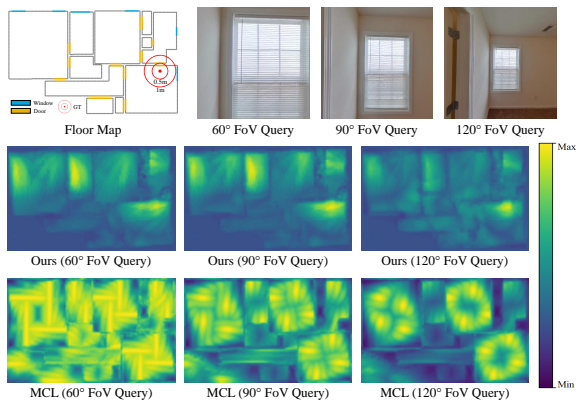 0.5m
1m
Window
Door
GT
Floor Map
60° FoV Query
90° FoV Query
120° FoV Query
Max
Ours (60° FoV Query)
Ours (90° FoV Query)
Ours (120° FoV Query)
MCL (60° FoV Query)
MCL (90° FoV Query)
MCL (120° FoV Query)
Min